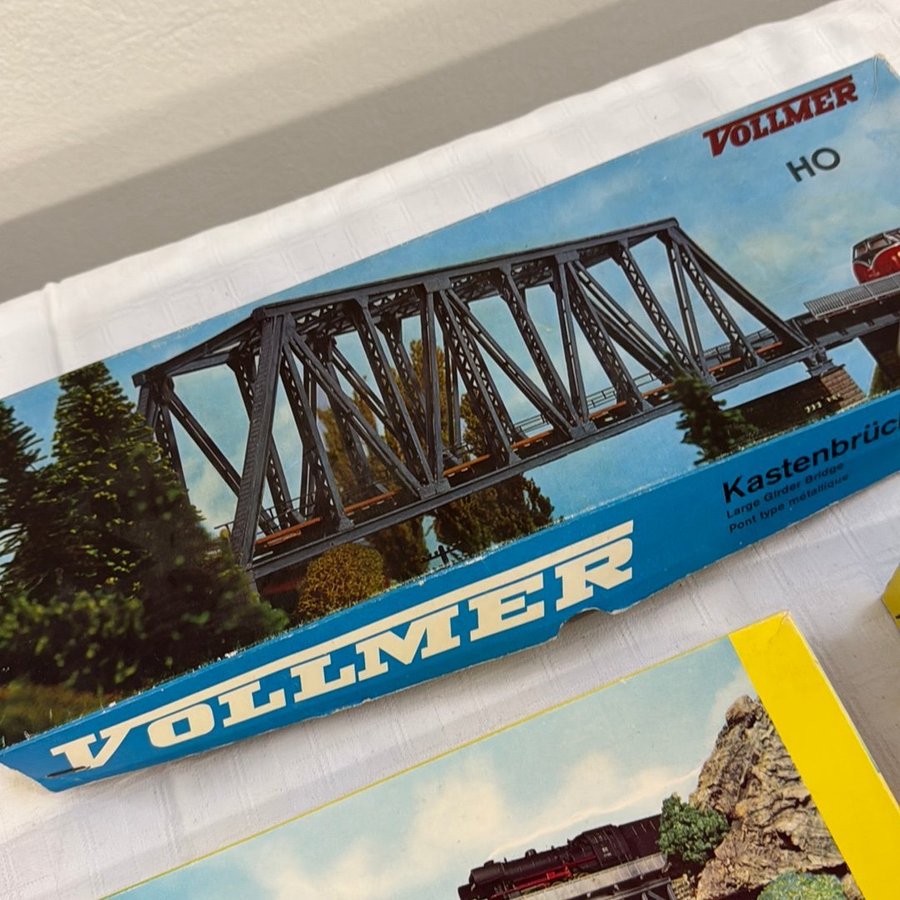 VOLLMER
HO
Kastenbrüc
Large Girder Bridge
Pont type métallique
VOLLMER